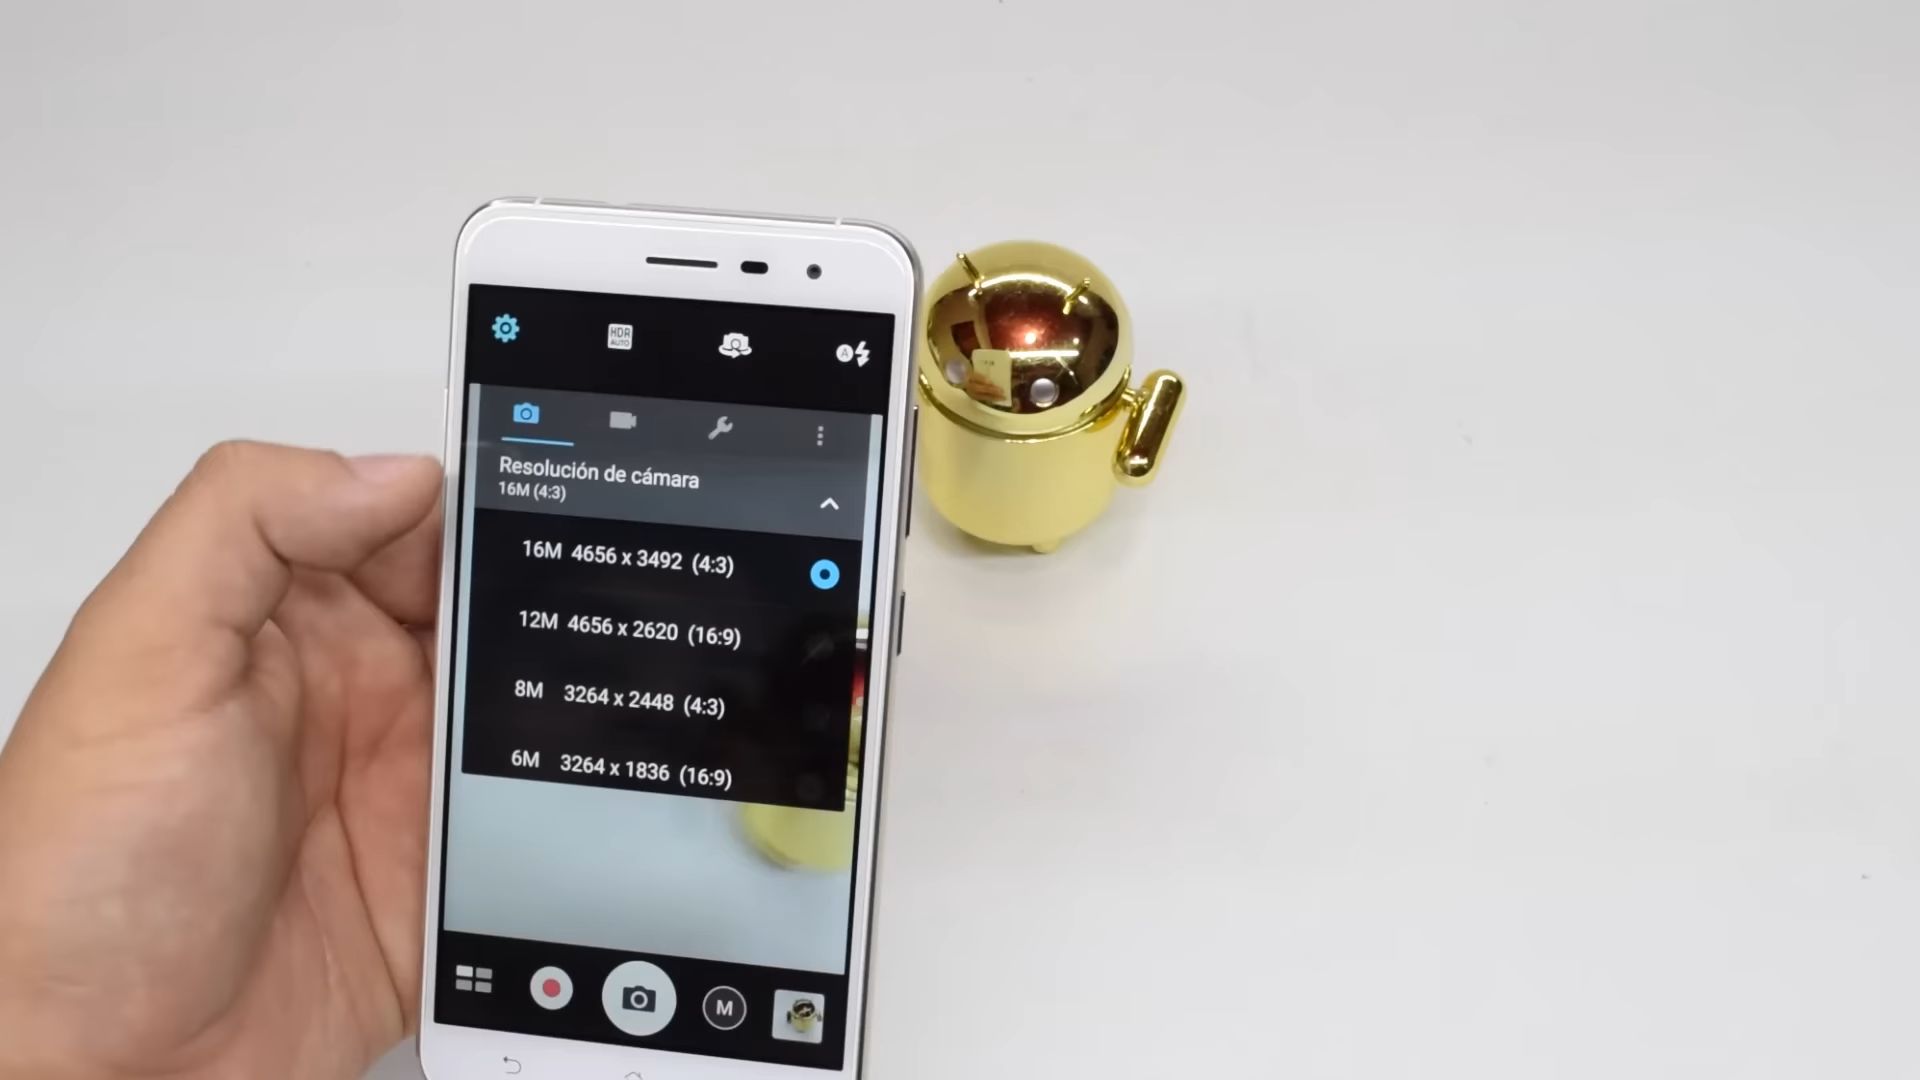 HDR
AUTO
A
Resolución de cámara
16M (4:3)
16M 4656 x 3492 (4:3)
12M 4656 x 2620 (16:9)
8M 3264 x 2448 (4:3)
6M 3264 x 1836 (16:9)
M